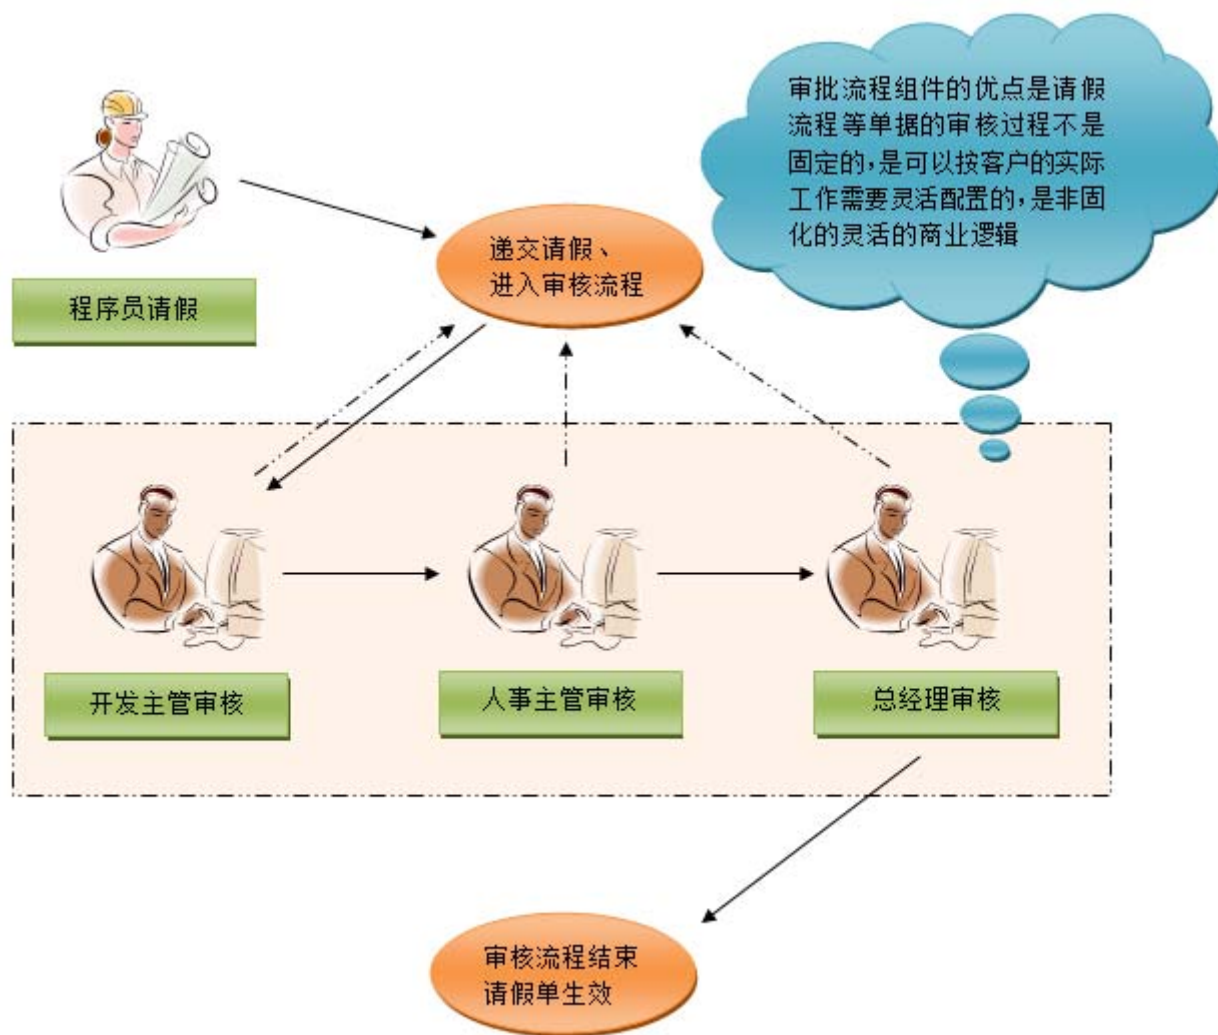 审批流程组件的优点是请假
流程等单据的审核过程不是
固定的,是可以按客户的实际
工作需要灵活配置的,是非固
化的灵活的商业逻辑
递交请假、
进入审核流程
程序员请假
开发主管审核
人事主管审核
总经理审核
审核流程结束
请假单生效